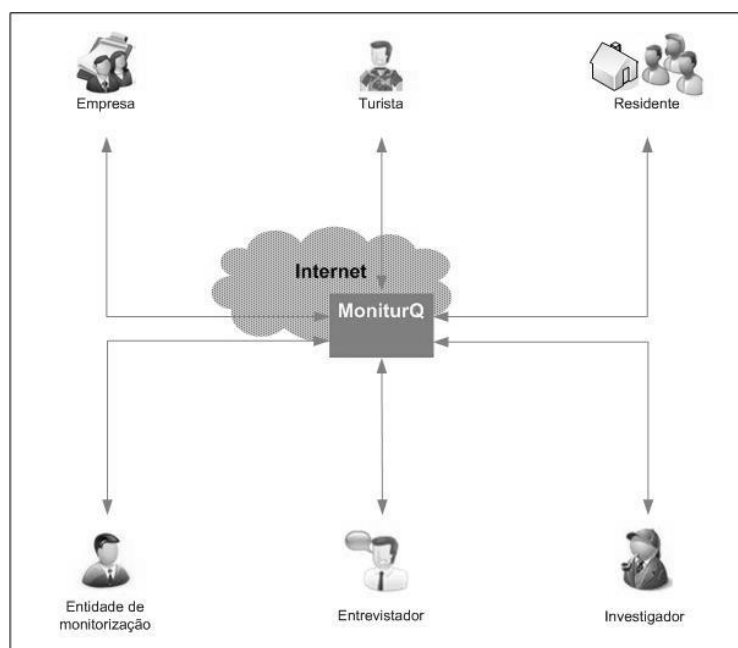 Empresa
Turista
Residente
Internet
MoniturQ
Entidade de
monitorização
Entrevistador
Investigador